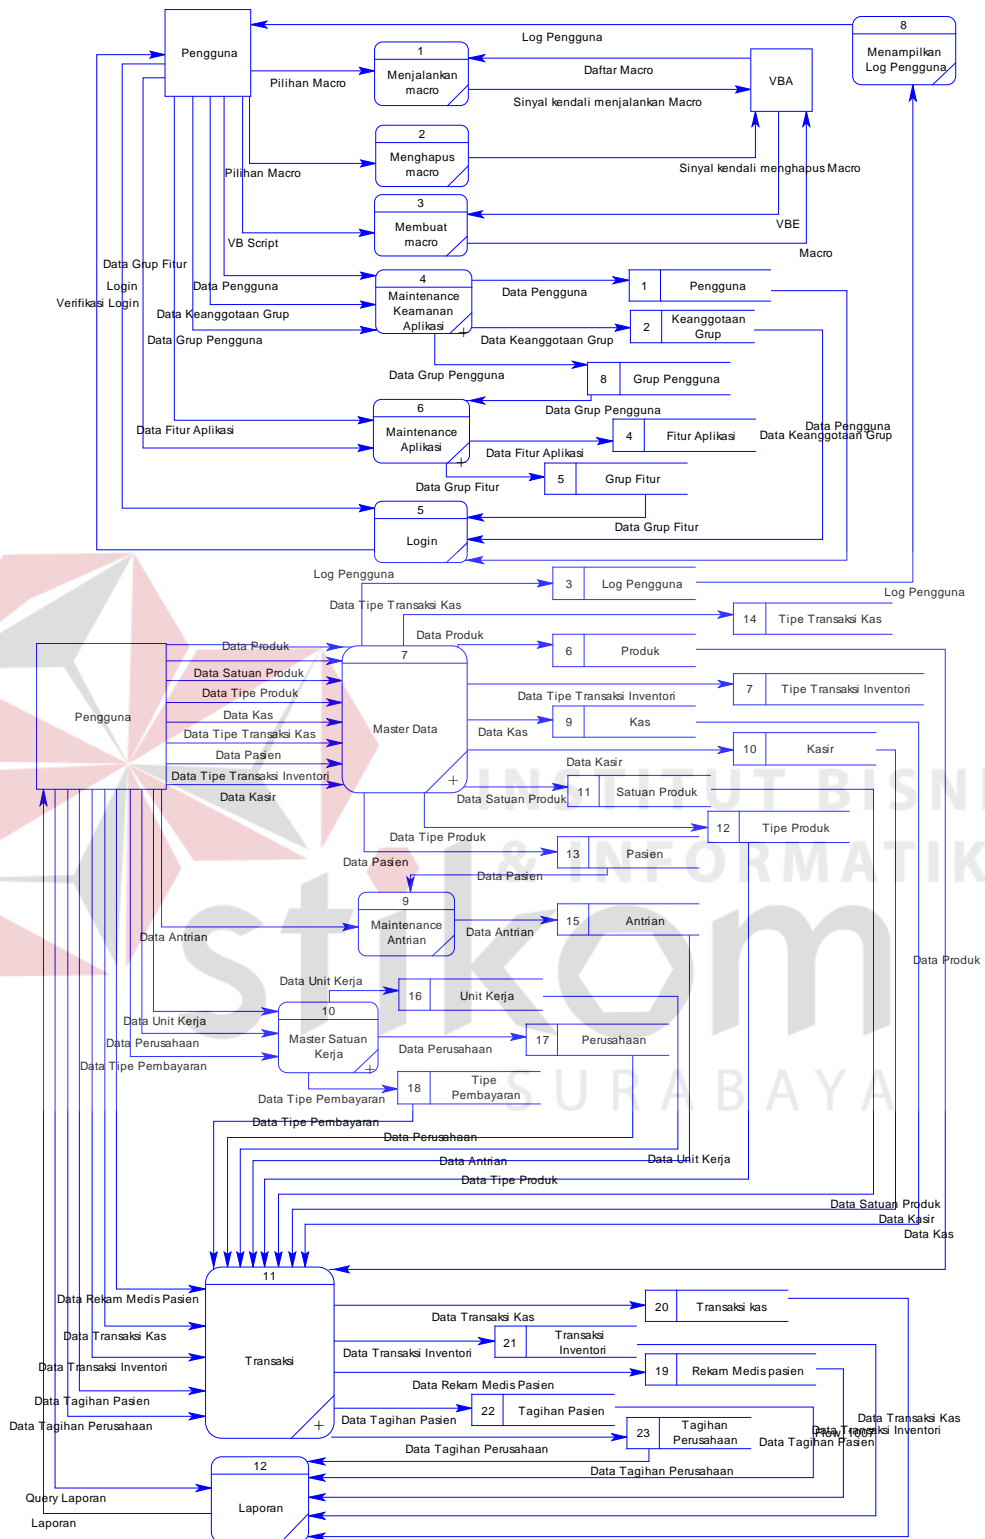 8
Log Pengguna
Pengguna
1
Menampilkan
Log Pengguna
Menjalankan
macro
Daftar Macro
VBA
Pilihan Macro
Sinyal kendali menjalankan Macro
2
Menghapus
macro
Pilihan Macro
Sinyal kendali menghapus Macro
3
Membuat
macro
VBE
VB Script
Macro
Data Grup Fitur
Login
Verifikasi Login
Data Pengguna
Data Keanggotaan Grup
Data Grup Pengguna
4
Maintenance
Keamanan
Aplikasi
+
Data Pengguna
1
Pengguna
2
Keanggotaan
Grup
Data Keanggotaan Grup
Data Grup Pengguna
8
Grup Pengguna
Data Grup Pengguna
6
Maintenance
Aplikasi
+
Data Fitur Aplikasi
4
Fitur Aplikasi
Data Pengguna
Data Keanggotaan Grup
Data Fitur Aplikasi
5
Grup Fitur
Data Grup Fitur
5
Login
Data Grup Fitur
Log Pengguna
3
Log Pengguna
Log Pengguna
Data Tipe Transaksi Kas
14
Tipe Transaksi Kas
Data Produk
Data Produk
6
Produk
7
Data Satuan Produk
Data Tipe Produk
Data Tipe Transaksi Inventori
7
Tipe Transaksi Inventori
Pengguna
Data Kas
Master Data
Data Kas
9
Kas
Data Tipe Transaksi Kas
Data Pasien
10
Kasir
Data Kasir
Data Tipe Transaksi Inventori
Data Kasir
+
INSTITUT BISNI
Data Satuan Produk
11
Satuan Produk
12
Tipe Produk
Data Tipe Produk
& INFORMATIK
13
Pasien
Data Pasien
Data Pasien
9
Maintenance
Antrian
Data Antrian
Data Antrian
15
Antrian
stikom
Data Produk
Data Unit Kerja
16
Unit Kerja
10
Master Satuan
Kerja
+
Data Unit Kerja
Data Perusahaan
Data Tipe Pembayaran
Data Perusahaan
17
Perusahaan
SURABAYA
18
Tipe
Pembayaran
Data Tipe Pembayaran
Data Tipe Pembayaran
Data Perusahaan
Data Antrian
Data Unit Kerja
Data Tipe Produk
Data Satuan Produk
Data Kasir
Data Kas
11
Transaksi
+
Data Rekam Medis Pasien
Data Transaksi Kas
Data Transaksi Inventori
Data Tagihan Pasien
Data Tagihan Perusahaan
20
Transaksi kas
Data Transaksi Kas
21
Transaksi
Inventori
Data Transaksi Inventori
19
Rekam Medis pasien
Data Rekam Medis Pasien
22
Tagihan Pasien
Data Tagihan Pasien
23
Tagihan
Perusahaan
Data Transaksi Kas
Data Transaksi Inventori
Flow_1007
Data Tagihan Pasien
Data Tagihan Perusahaan
Data Tagihan Perusahaan
12
Laporan
Query Laporan
Laporan